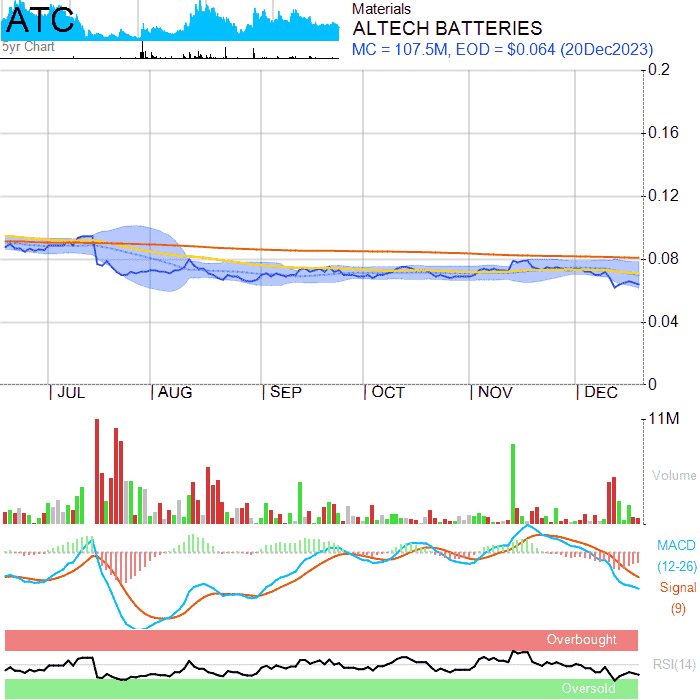 ATC
5yr Chart
Materials
ALTECH BATTERIES
MC = 107.5M, EOD = $0.064 (20Dec2023)
0.2
0.16
0.12
0.08
0.04
0
JUL AUG SEP OCT NOV DEC
11M
Volume
MACD
(12-26)
Signal
(9)
Overbought
RSI(14)
Oversold